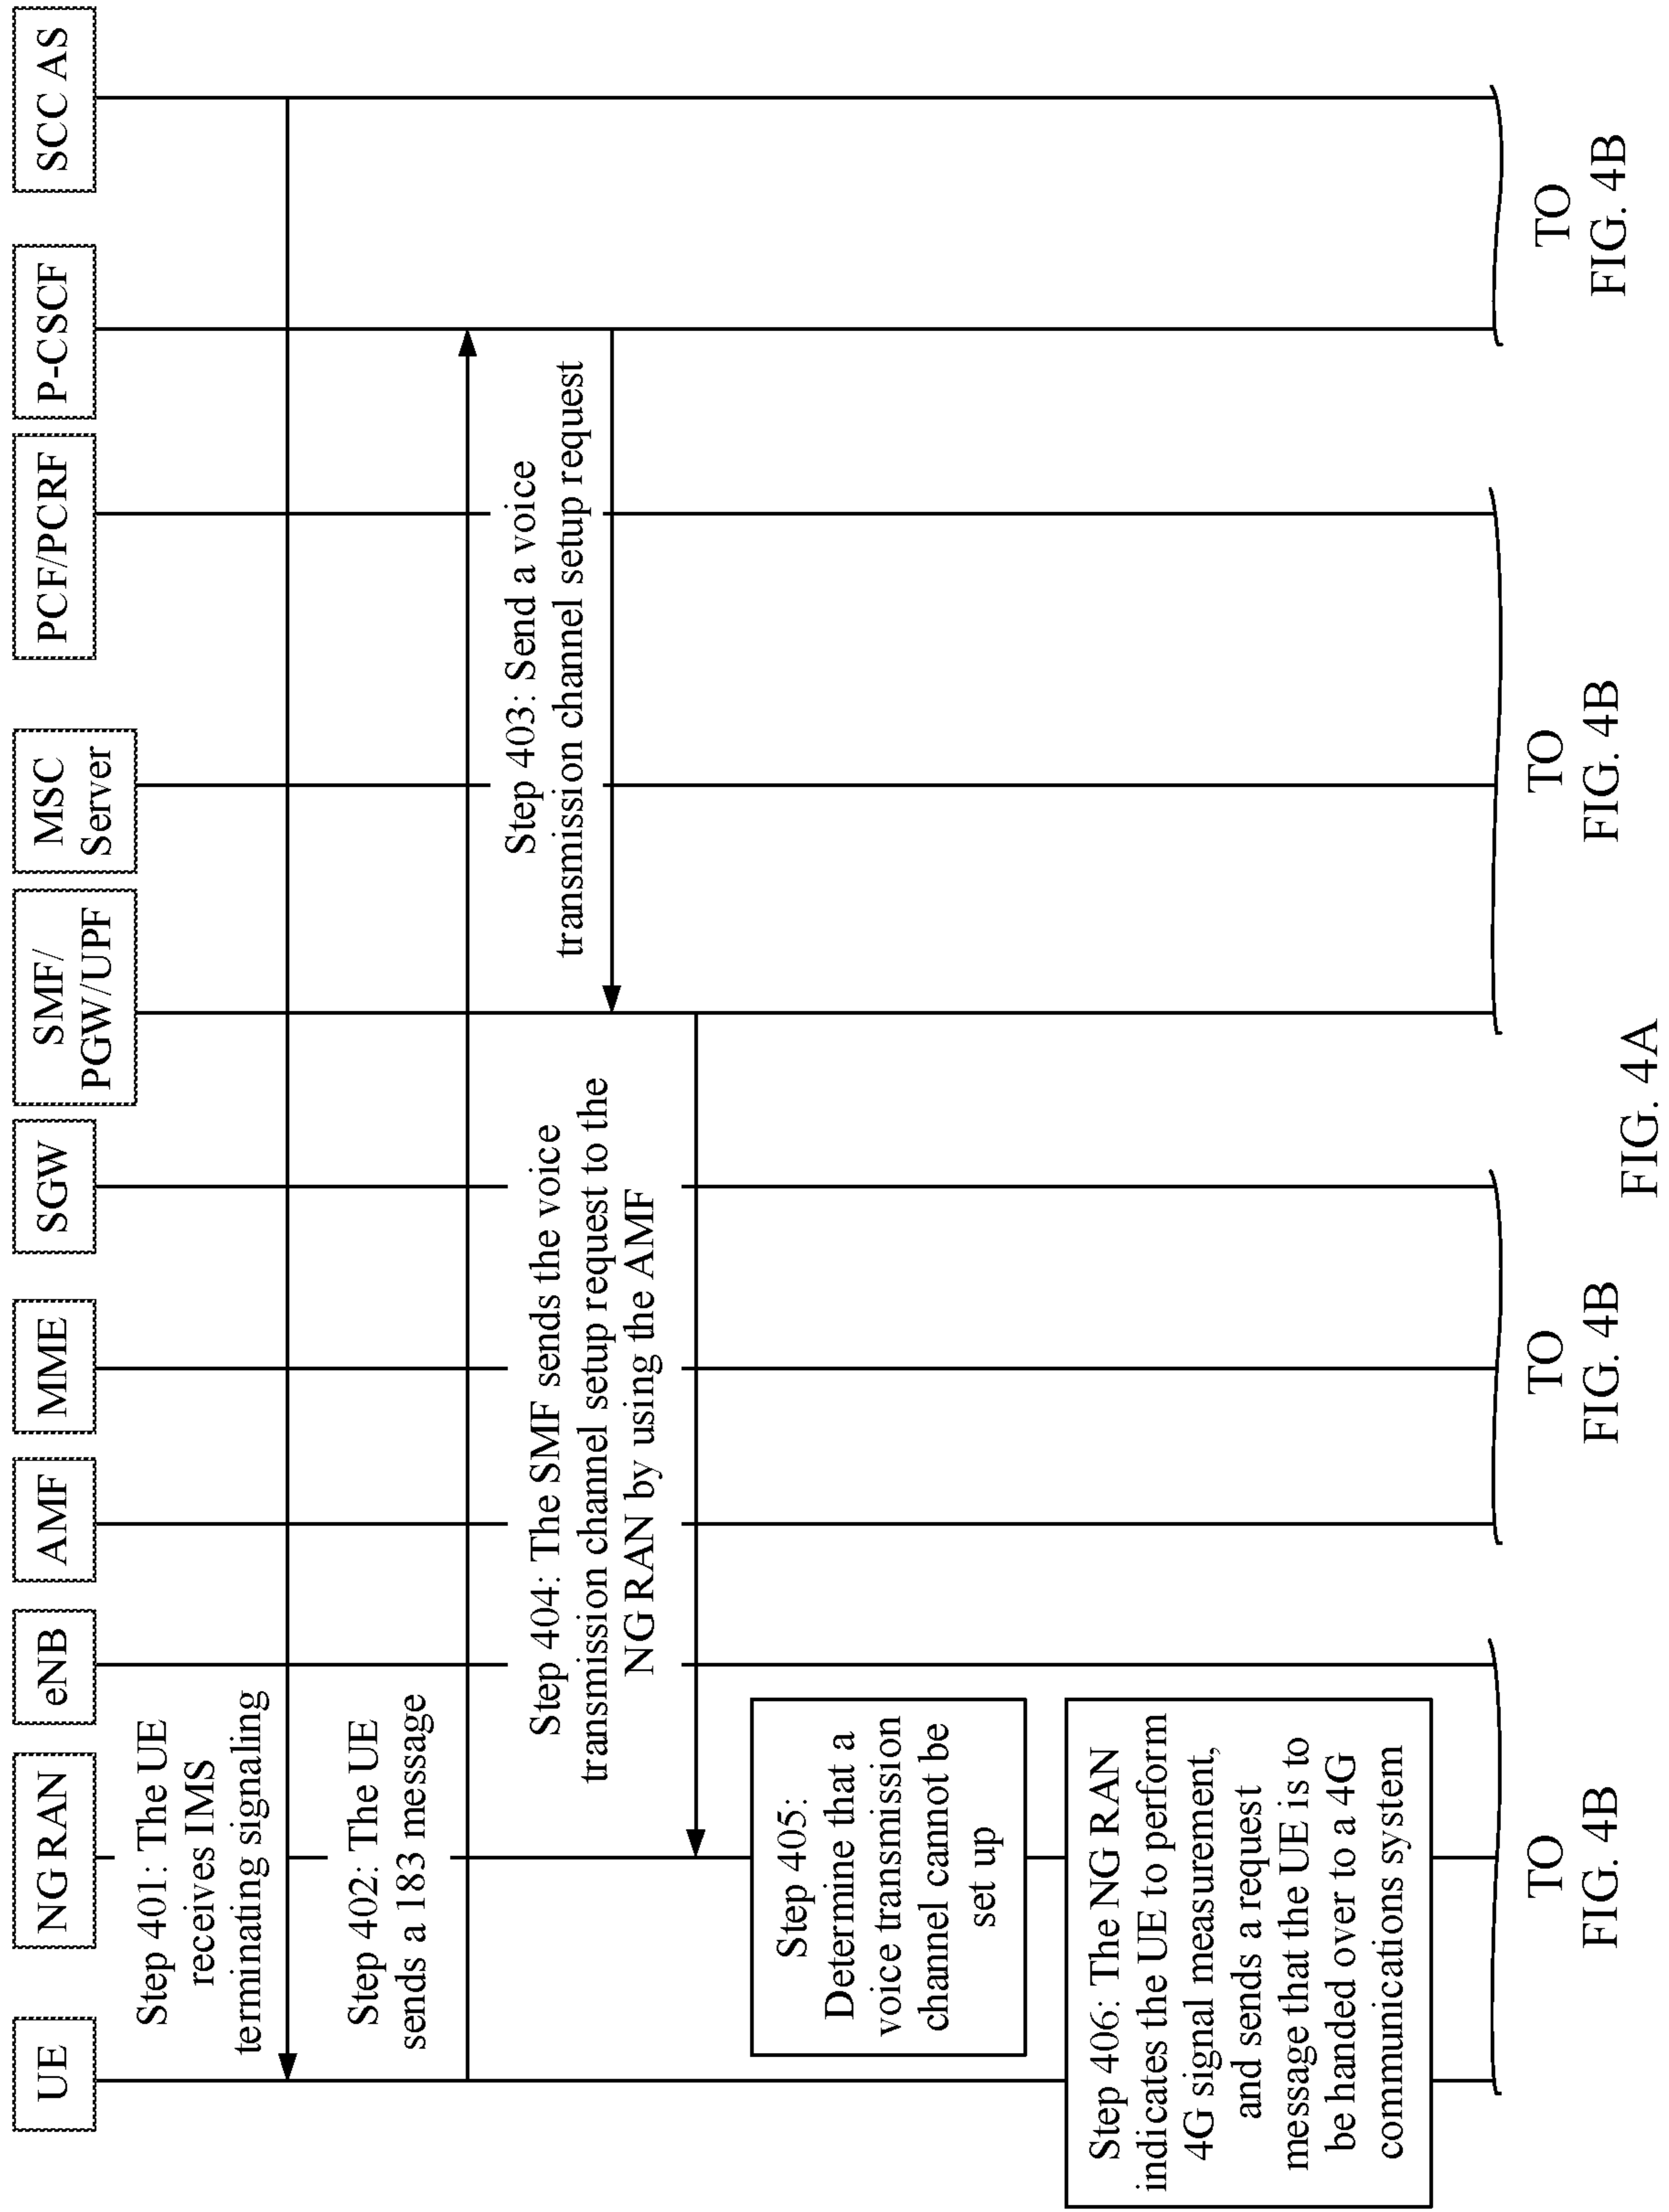 UE
NG RAN
eNB
AMF
MME
SGW
SMF/
PGW/UPF
MSC
Server
PCF/PCRF
P-CSCF
SCC AS
Step 401: The UE
receives IMS
terminating signaling
Step 402: The UE
sends a 183 message
Step 403: Send a voice
transmission channel setup request
Step 404: The SMF sends the voice
transmission channel setup request to the
NG RAN by using the AMF
Step 405:
Determine that a
voice transmission
channel cannot be
set up
Step 406: The NG RAN
indicates the UE to perform
4G signal measurement,
and sends a request
message that the UE is to
be handed over to a 4G
communications system
TO
FIG. 4B
TO
FIG. 4B
TO
FIG. 4B
TO
FIG. 4B
FIG. 4A